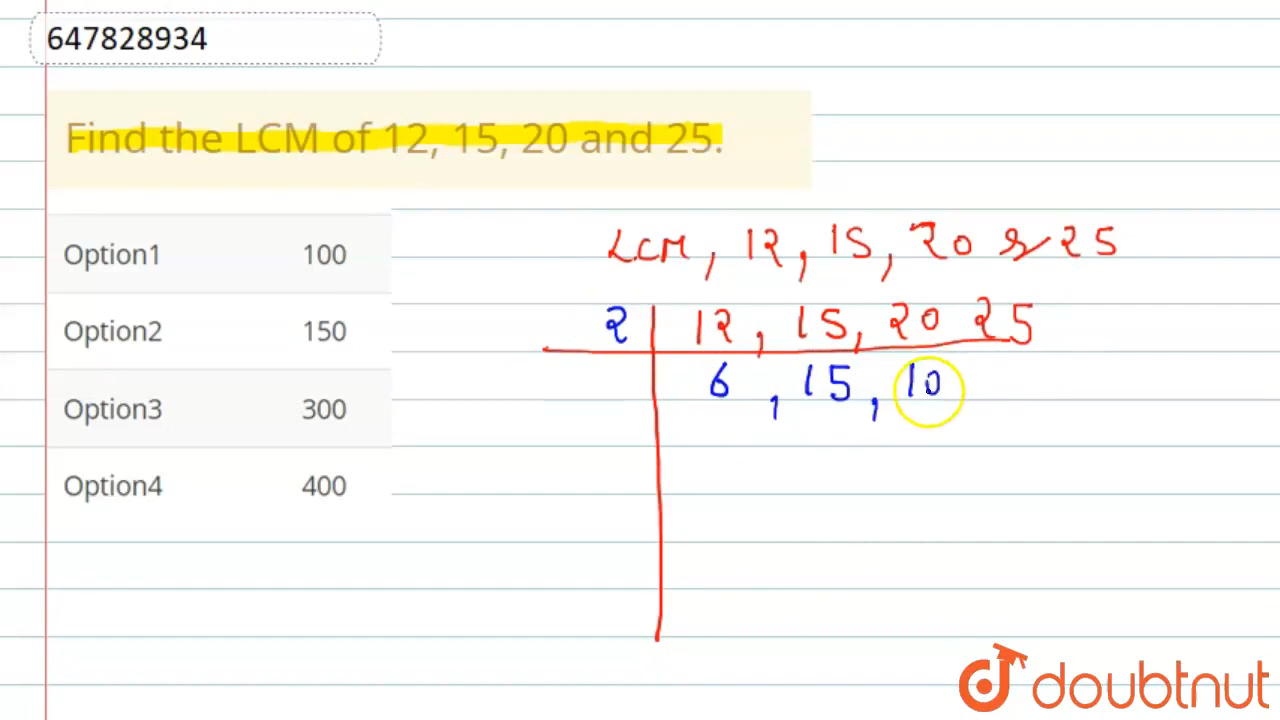 647828934
Find the LCM of 12, 15, 20 and 25.
Option1 100
Option2 150
Option3 300
Option4 400
LCM, 12, 15, 20 & 25
2 12, 15, 20 25
6, 15, 10
doubtnut